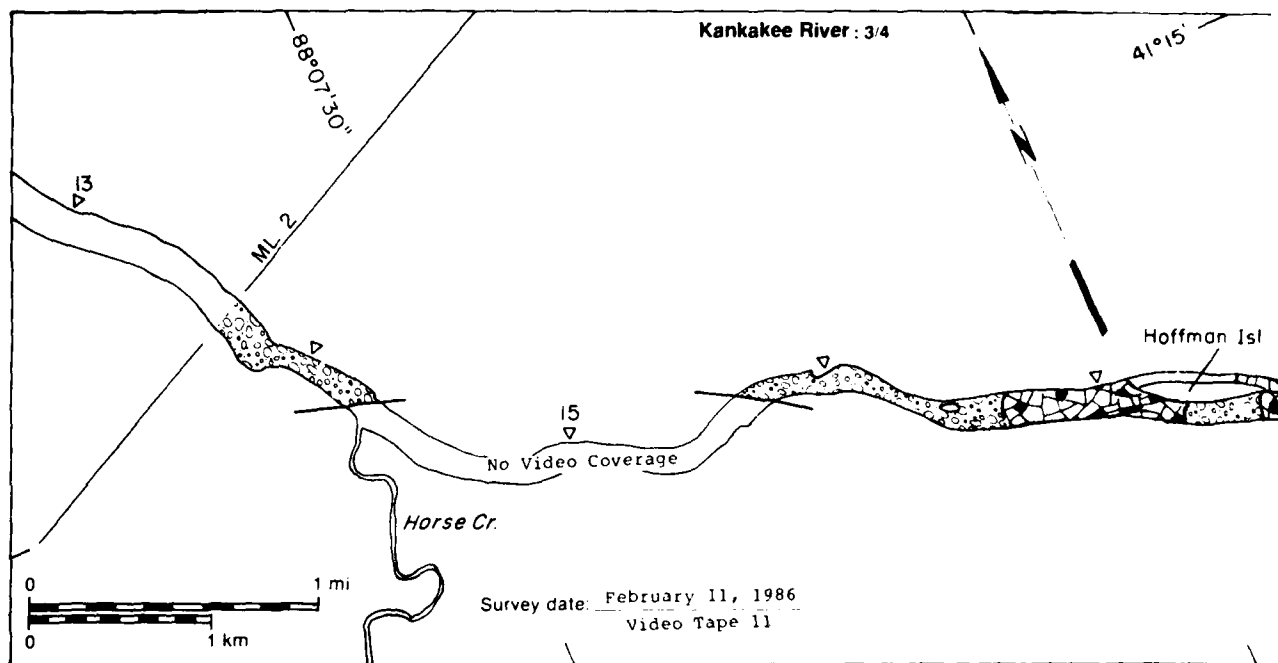 Kankakee River : 3/4
88°07'30"
41°15'
13
ML 2
Hoffman Isl
15
No Video Coverage
Horse Cr.
0 1 mi
0 1 km
Survey date: February 11, 1986
Video Tape 11